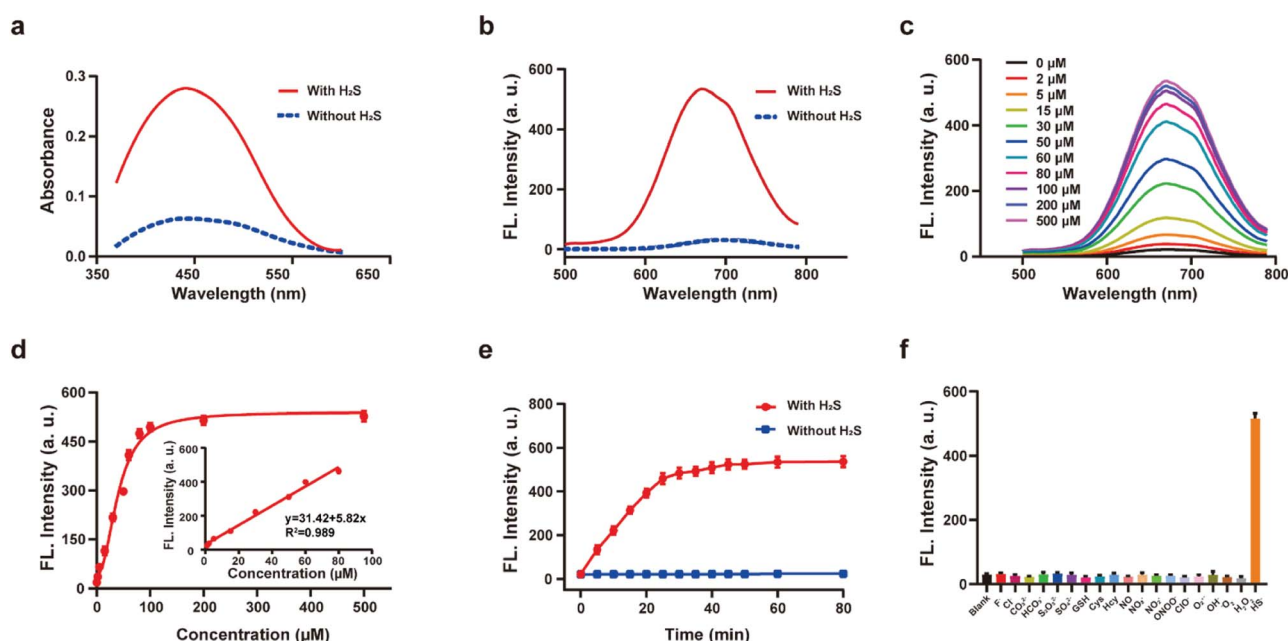 a
Absorbance
0.3
0.2
0.1
0.0
350
450
550
650
Wavelength (nm)
With H₂S
Without H₂S
b
FL. Intensity (a. u.)
600
400
200
0
500
600
700
800
Wavelength (nm)
With H₂S
Without H₂S
c
FL. Intensity (a. u.)
600
400
200
0
500
600
700
800
Wavelength (nm)
0 µM
2 µM
5 µM
15 µM
30 µM
50 µM
60 µM
80 µM
100 µM
200 µM
500 µM
d
FL. Intensity (a. u.)
600
450
300
150
0
0
100
200
300
400
500
Concentration (µM)
FL. Intensity (a. u.)
600
400
200
0
0
20
40
60
80
100
Concentration (µM)
y=31.42+5.82x
R²=0.989
e
FL. Intensity (a. u.)
800
600
400
200
0
0
20
40
60
80
Time (min)
With H₂S
Without H₂S
f
FL. Intensity (a. u.)
600
500
400
300
200
100
0
Blank
F⁻
Cl⁻
CO₃²⁻
HCO₃⁻
S₂O₃²⁻
GSH
Cys
Hcy
NO
NO₃⁻
NO₂⁻
ONOO⁻
ClO⁻
H₂O₂
HS⁻